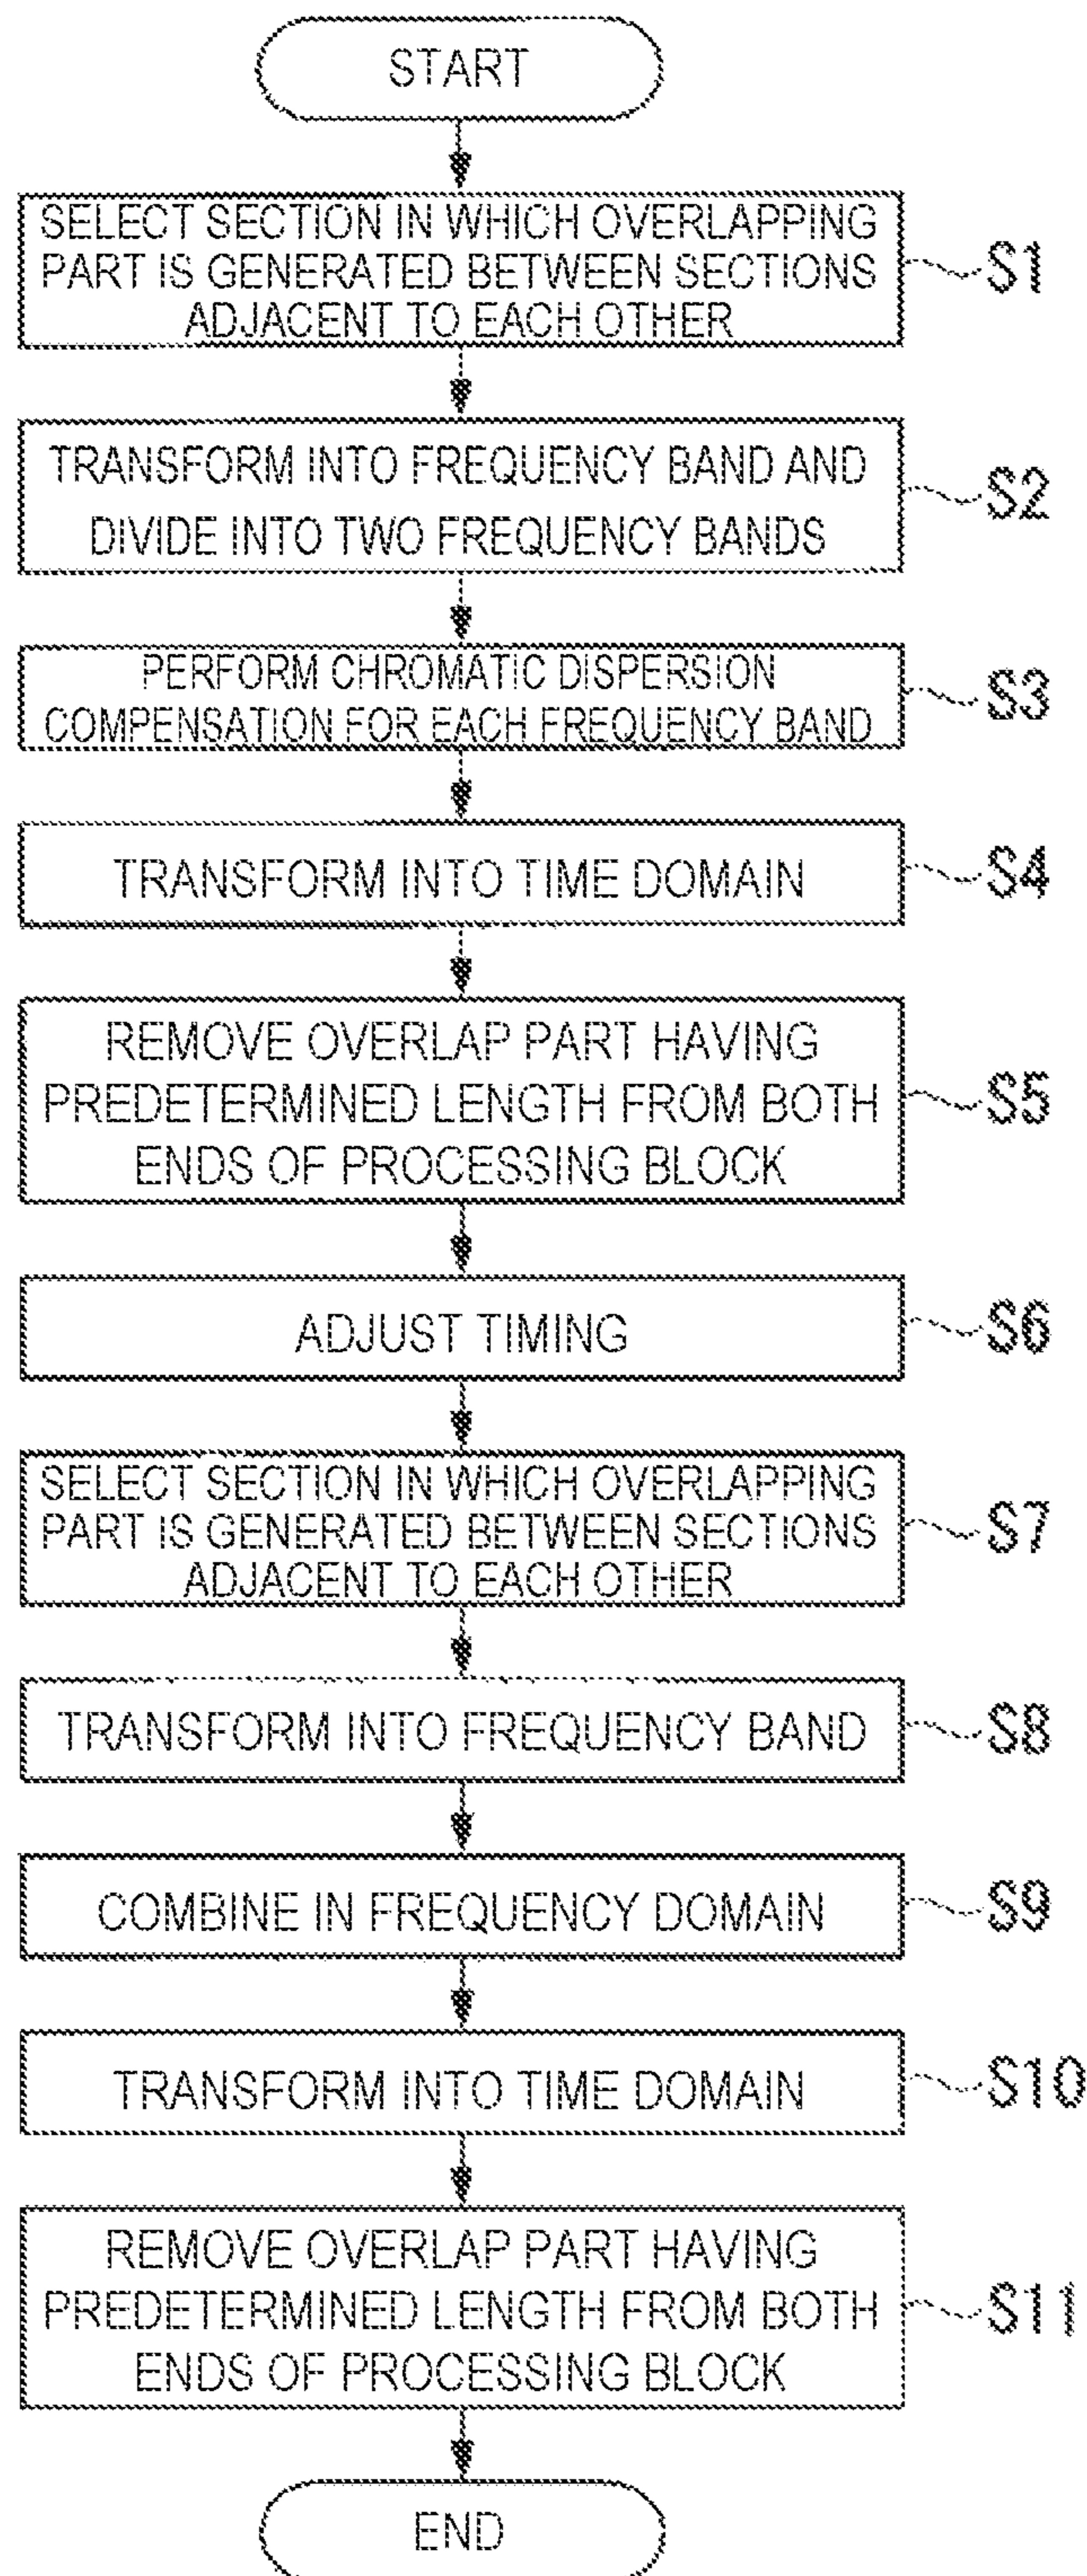 START
SELECT SECTION IN WHICH OVERLAPPING
PART IS GENERATED BETWEEN SECTIONS
ADJACENT TO EACH OTHER
S1
TRANSFORM INTO FREQUENCY BAND AND
DIVIDE INTO TWO FREQUENCY BANDS
S2
PERFORM CHROMATIC DISPERSION
COMPENSATION FOR EACH FREQUENCY BAND
S3
TRANSFORM INTO TIME DOMAIN
S4
REMOVE OVERLAP PART HAVING
PREDETERMINED LENGTH FROM BOTH
ENDS OF PROCESSING BLOCK
S5
ADJUST TIMING
S6
SELECT SECTION IN WHICH OVERLAPPING
PART IS GENERATED BETWEEN SECTIONS
ADJACENT TO EACH OTHER
S7
TRANSFORM INTO FREQUENCY BAND
S8
COMBINE IN FREQUENCY DOMAIN
S9
TRANSFORM INTO TIME DOMAIN
S10
REMOVE OVERLAP PART HAVING
PREDETERMINED LENGTH FROM BOTH
ENDS OF PROCESSING BLOCK
S11
END